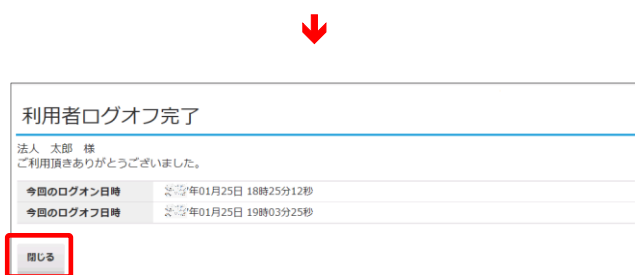 利用者ログオフ完了
法人 太郎 様
ご利用頂きありがとうございました。
今回のログオン日時 年01月25日 18時25分12秒
今回のログオフ日時 年01月25日 19時03分25秒
閉じる